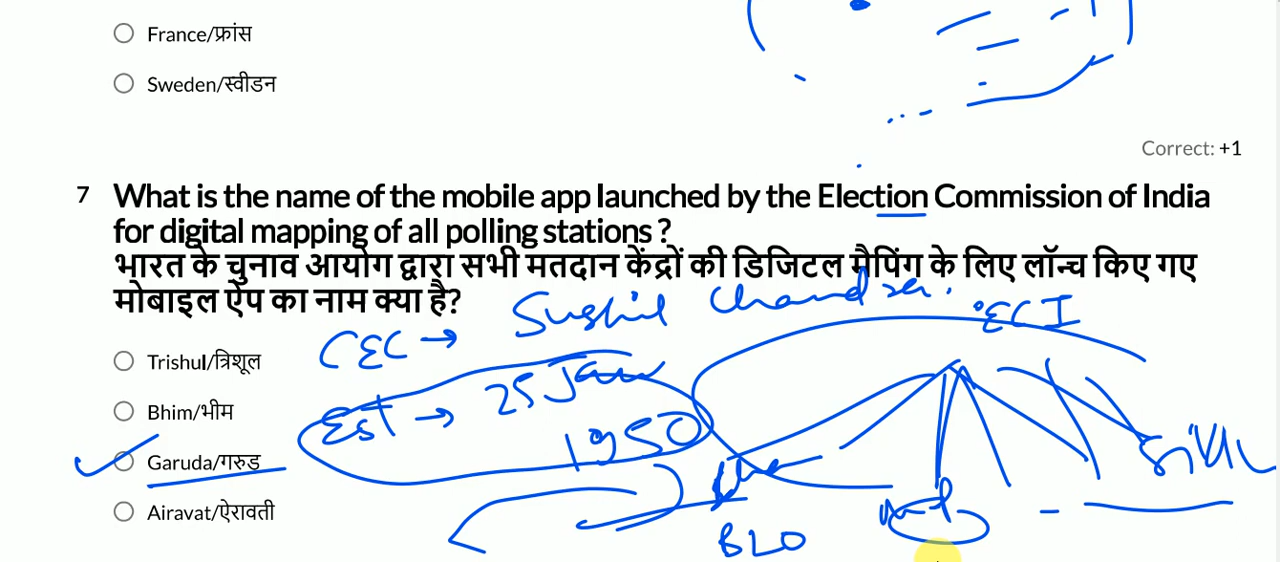 France/फ्रांस
Sweden/स्वीडन
Correct: +1
7 What is the name of the mobile app launched by the Election Commission of India
for digital mapping of all polling stations ?
भारत के चुनाव आयोग द्वारा सभी मतदान केंद्रों की डिजिटल मैपिंग के लिए लॉन्च किए गए
मोबाइल ऐप का नाम क्या है?
Sushil Chandra.
ECI
CEC →
Trishul/त्रिशूल
Est → 25 Jan
1950
Bhim/भीम
Garuda/गरुड
Airavat/ऐरावती
BLO